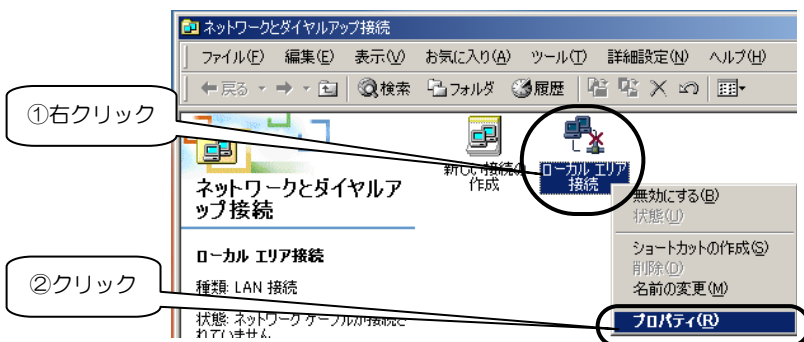 ネットワークとダイヤルアップ接続
ファイル(F) 編集(E) 表示(V) お気に入り(A) ツール(T) 詳細設定(N) ヘルプ(H)
戻る 検索 フォルダ 履歴
①右クリック
新しい接続の
作成
ローカル エリア
接続
ネットワークとダイヤルア
ップ接続
無効にする(B)
状態(U)
ショートカットの作成(S)
削除(D)
名前の変更(M)
プロパティ(R)
ローカル エリア接続
②クリック
種類: LAN 接続
状態: ネットワーク ケーブルが接続さ
れていません